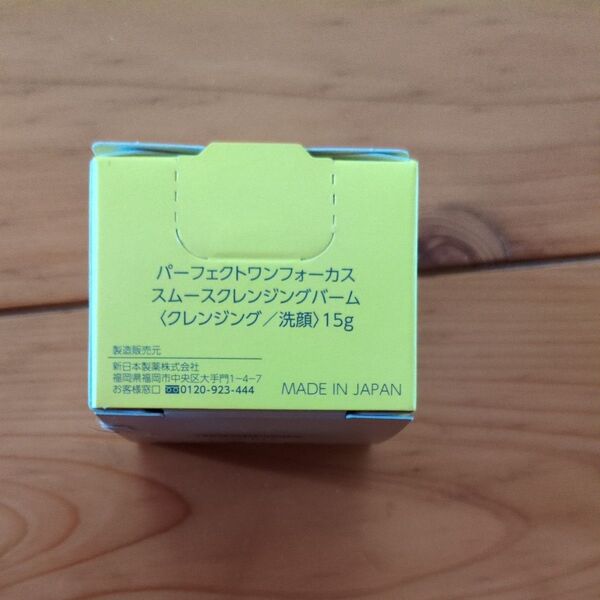 パーフェクトワンフォーカス
スムースクレンジングバーム
〈クレンジング／洗顔〉15g
製造販売元
新日本製薬株式会社
福岡県福岡市中央区大手門1-4-7
お客様窓口 0120-923-444
MADE IN JAPAN